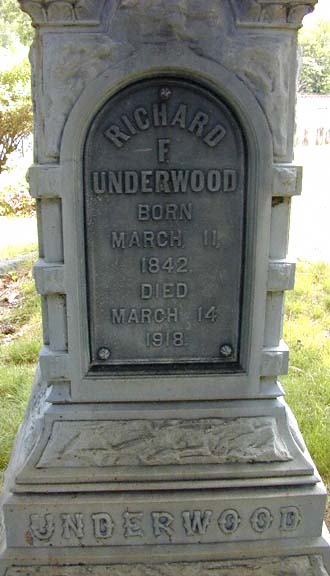 RICHARD
F.
UNDERWOOD
BORN
MARCH 11,
1842.
DIED
MARCH 14
1918.
UNDERWOOD